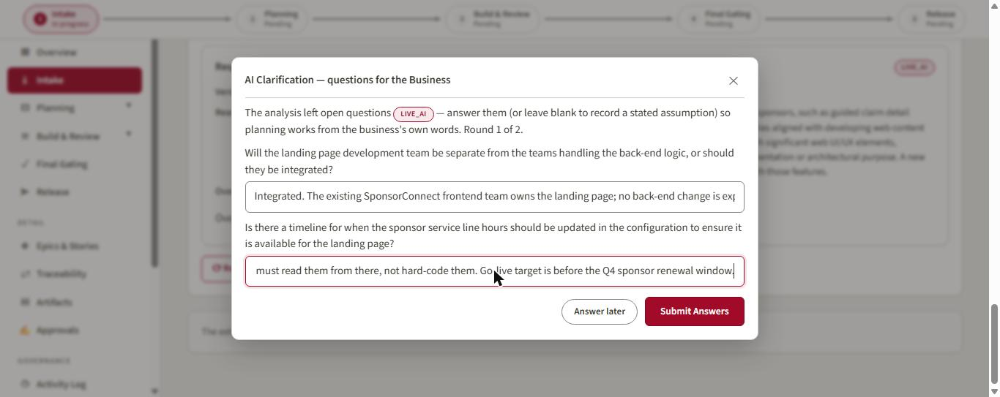 Intake
In progress
Planning
Pending
Build & Review
Pending
Final Gating
Pending
Release
Pending
Overview
Intake
Planning
Build & Review
Final Gating
Release
DETAIL
Epics & Stories
Traceability
Artifacts
Approvals
GOVERNANCE
Activity Log
LIVE_AI
AI Clarification — questions for the Business
The analysis left open questions LIVE_AI — answer them (or leave blank to record a stated assumption) so
planning works from the business's own words. Round 1 of 2.
Will the landing page development team be separate from the teams handling the back-end logic, or should
they be integrated?
Integrated. The existing SponsorConnect frontend team owns the landing page; no back-end change is exp
Is there a timeline for when the sponsor service line hours should be updated in the configuration to ensure it
is available for the landing page?
must read them from there, not hard-code them. Go-live target is before the Q4 sponsor renewal window.
Answer later
Submit Answers
ponsors, such as guided claim detail
ries aligned with developing web content
h significant web UI/UX elements,
entation or architectural purpose. A new
h those features.